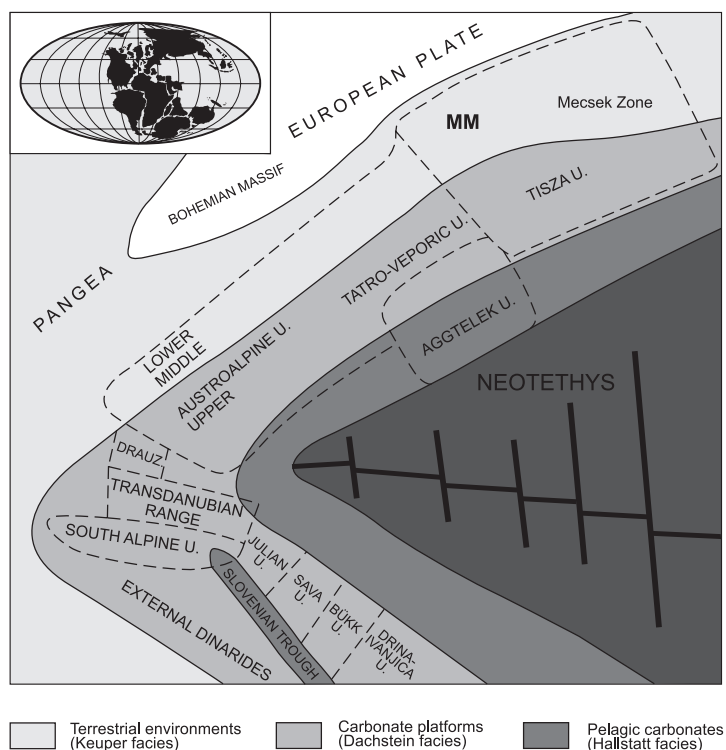 EUROPEAN PLATE
MM
Mecsek Zone
BOHEMIAN MASSIF
TISZA U.
PANGEA
TATRO-VEPORIC U.
LOWER
MIDDLE
AUSTROALPINE U.
UPPER
AGGTELEK U.
NEOTETHYS
DRAUZ
TRANSDANUBIAN
RANGE
SOUTH ALPINE U.
JULIAN
U.
SAVA
U.
BÜKK
U.
DRINA-
IVANJICA
U.
SLOVENIAN TROUGH
EXTERNAL DINARIDES
Terrestrial environments
(Keuper facies)
Carbonate platforms
(Dachstein facies)
Pelagic carbonates
(Hallstatt facies)